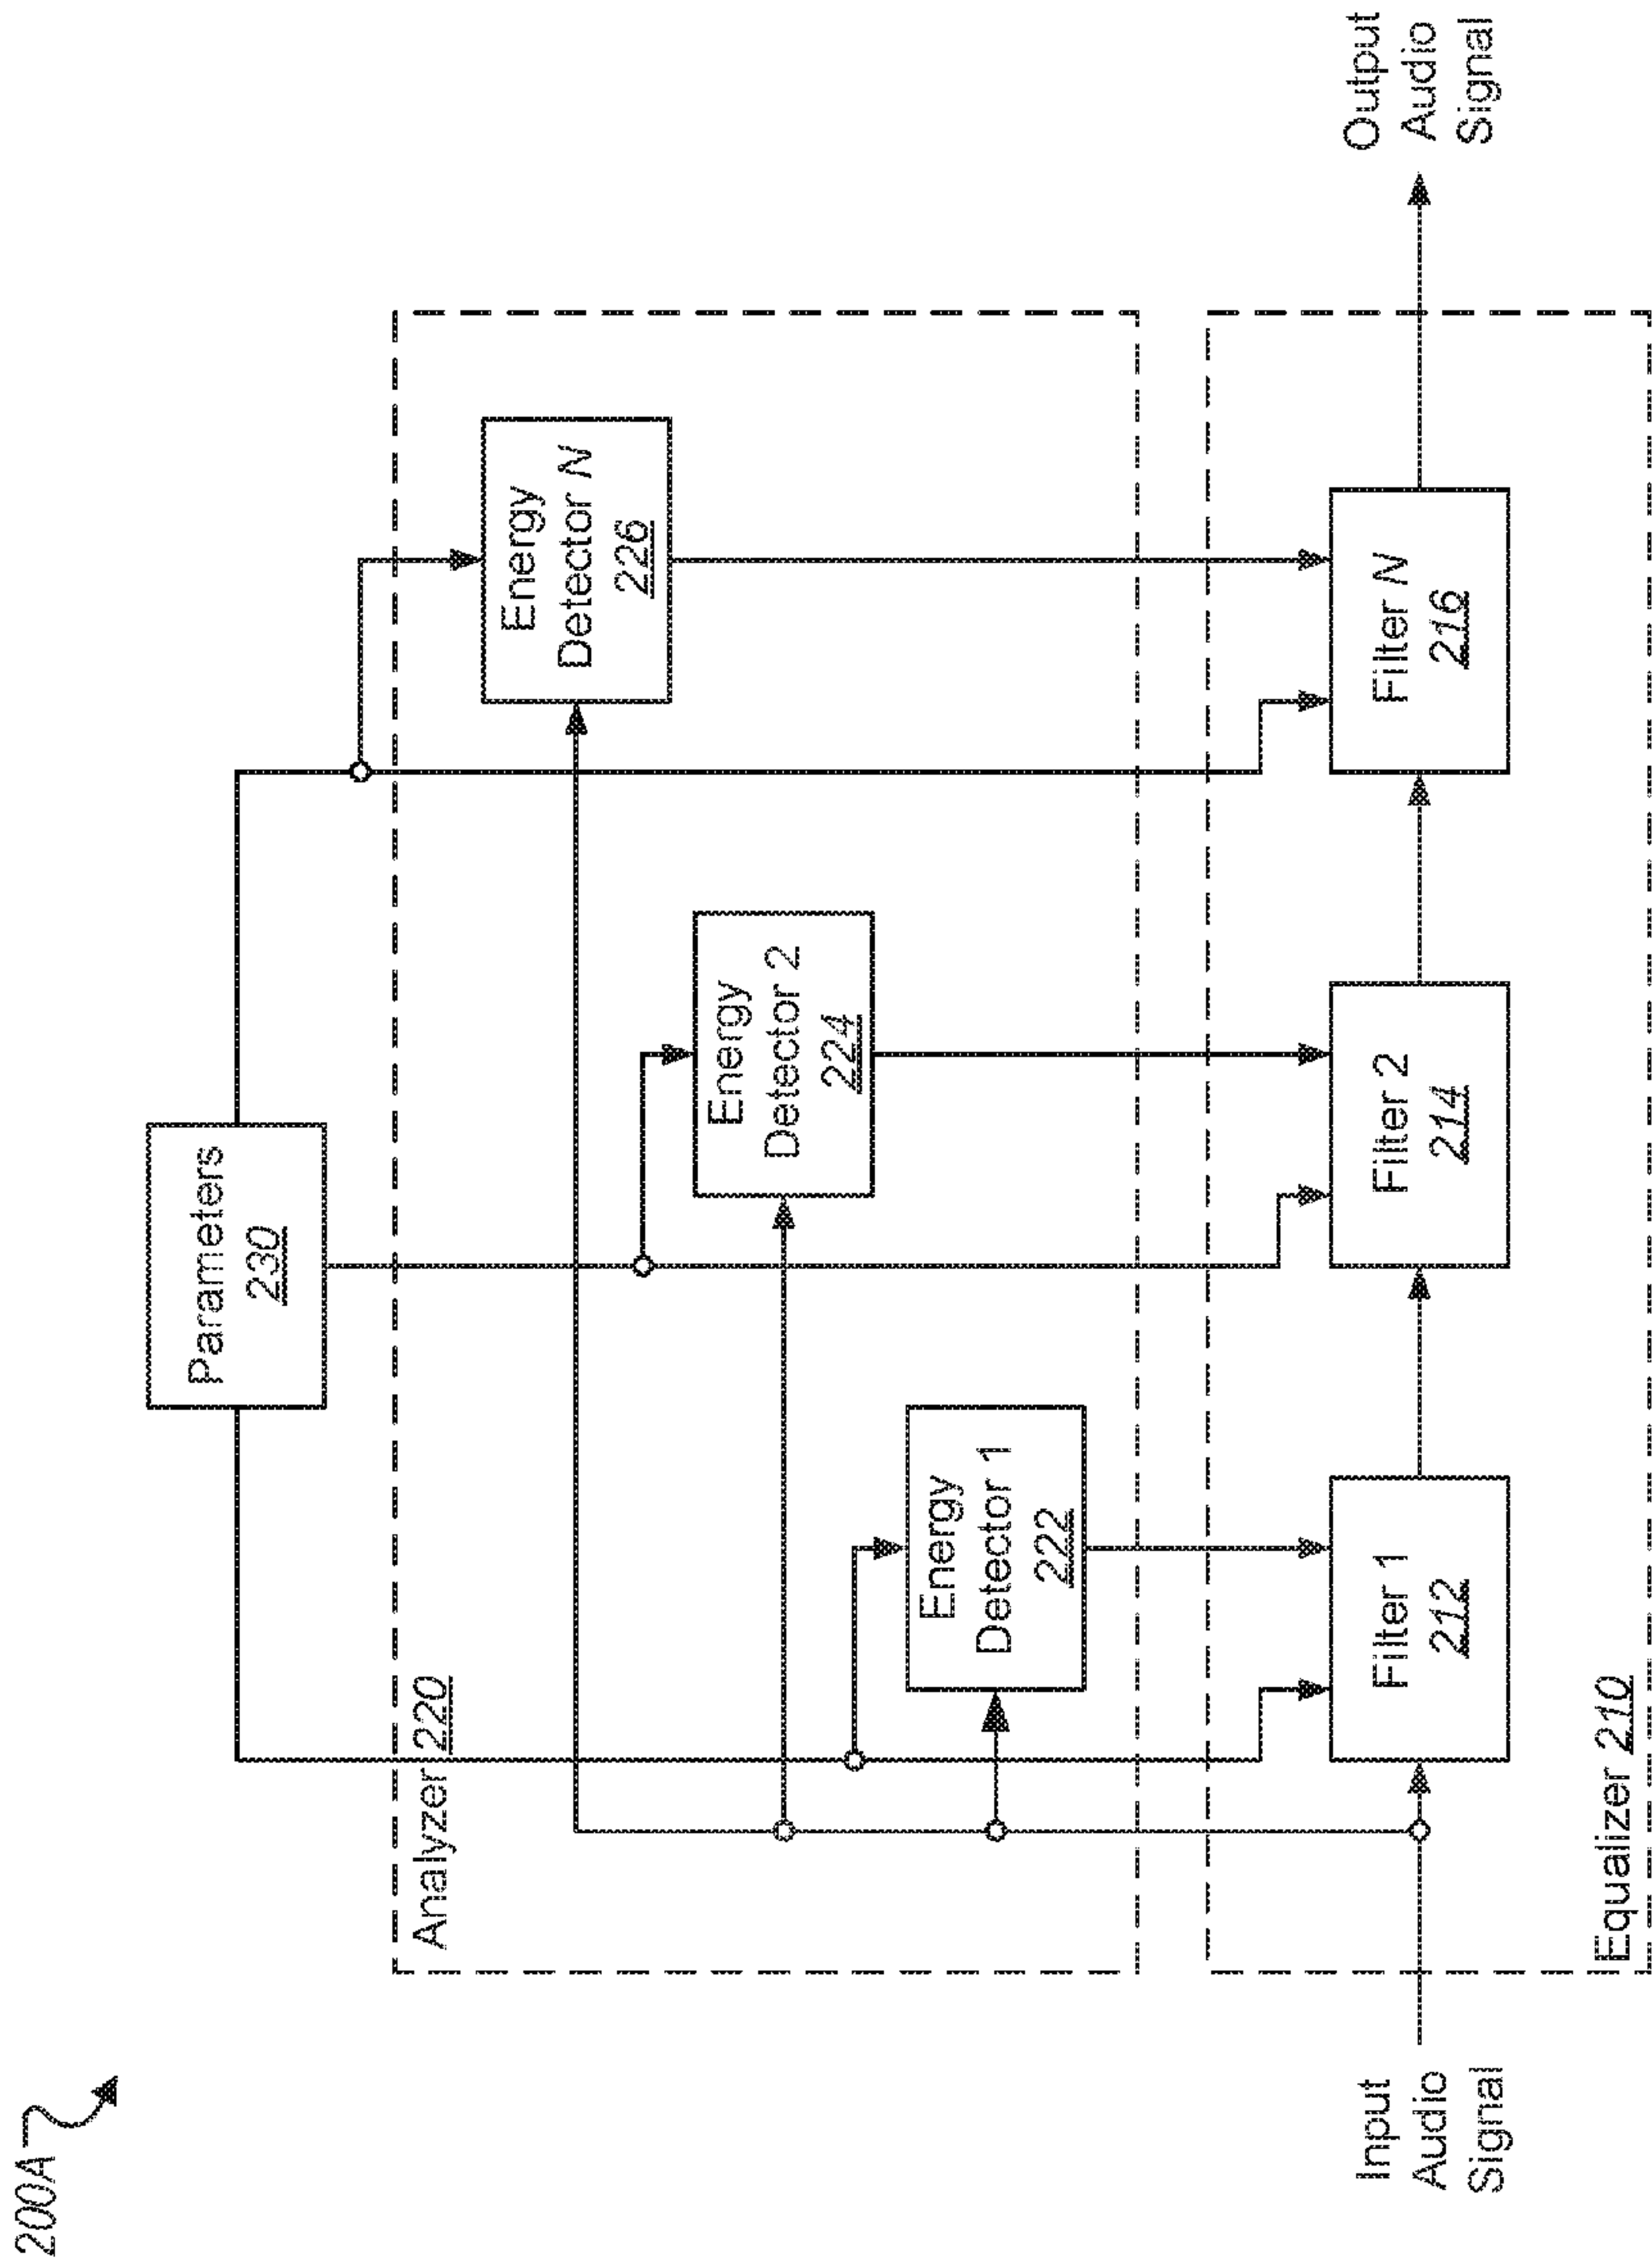 200A
Parameters
230
Analyzer 220
Energy
Detector N
226
Energy
Detector 2
224
Energy
Detector 1
222
Input
Audio
Signal
Filter 1
212
Filter 2
214
Filter N
216
Output
Audio
Signal
Equalizer 210